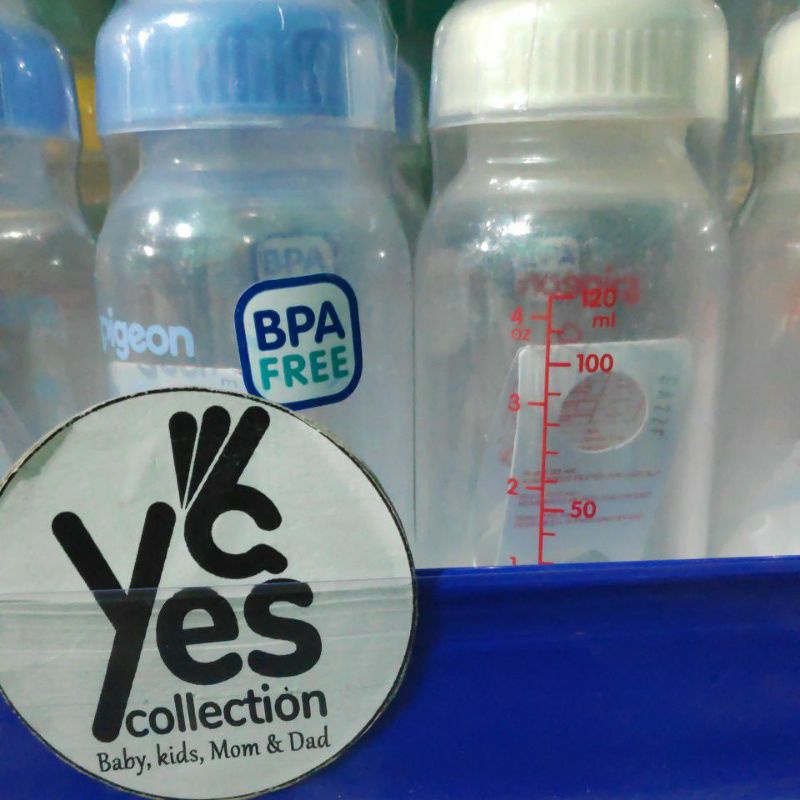 pigeon
BPA
FREE
120
ml
4
oz
100
3
2
50
1
Yes
collection
Baby, kids, Mom & Dad